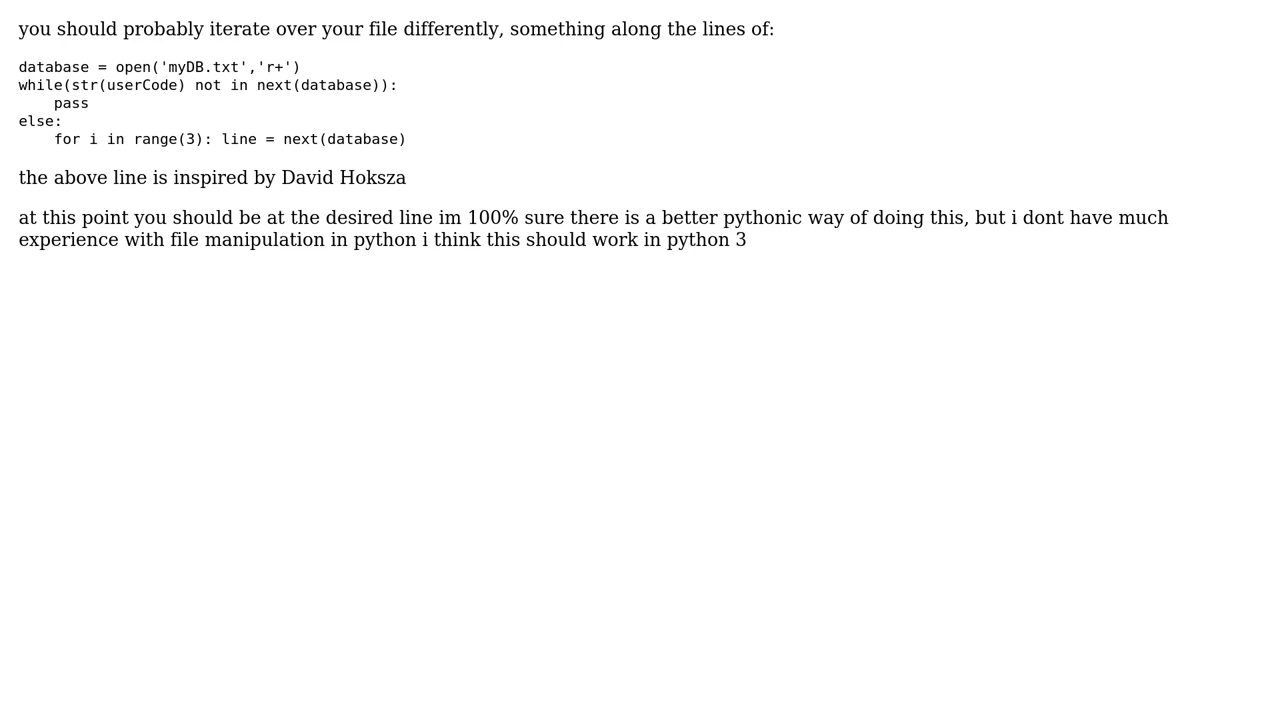 you should probably iterate over your file differently, something along the lines of:
database = open('myDB.txt','r+')
while(str(userCode) not in next(database)):
    pass
else:
    for i in range(3): line = next(database)
the above line is inspired by David Hoksza
at this point you should be at the desired line im 100% sure there is a better pythonic way of doing this, but i dont have much
experience with file manipulation in python i think this should work in python 3